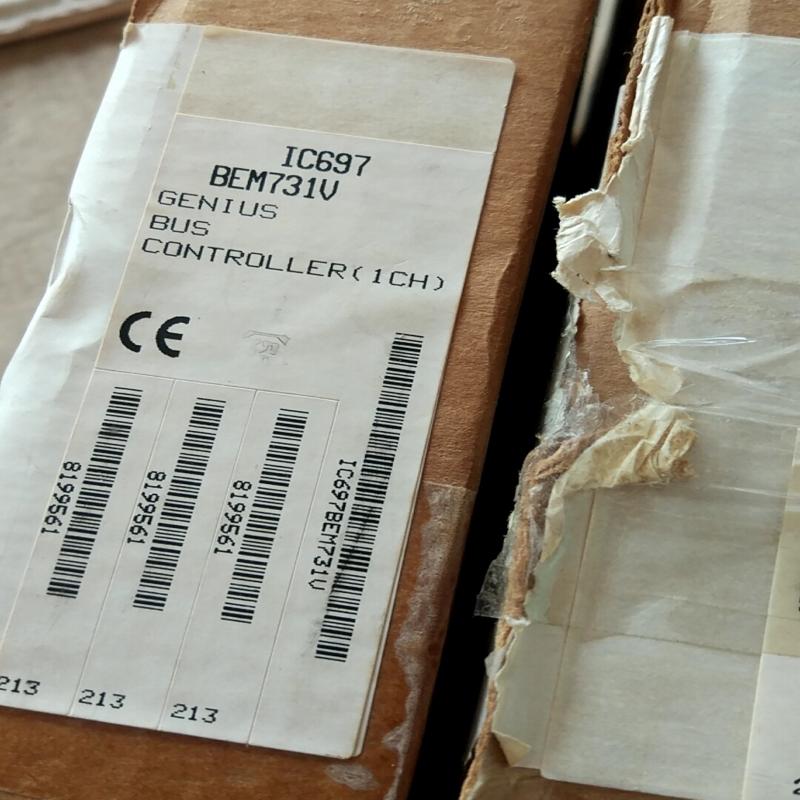 IC697
BEM731V
GENIUS
BUS
CONTROLLER(1CH)
CE
8199561
8199561
8199561
IC697BEM731V
213
213
213